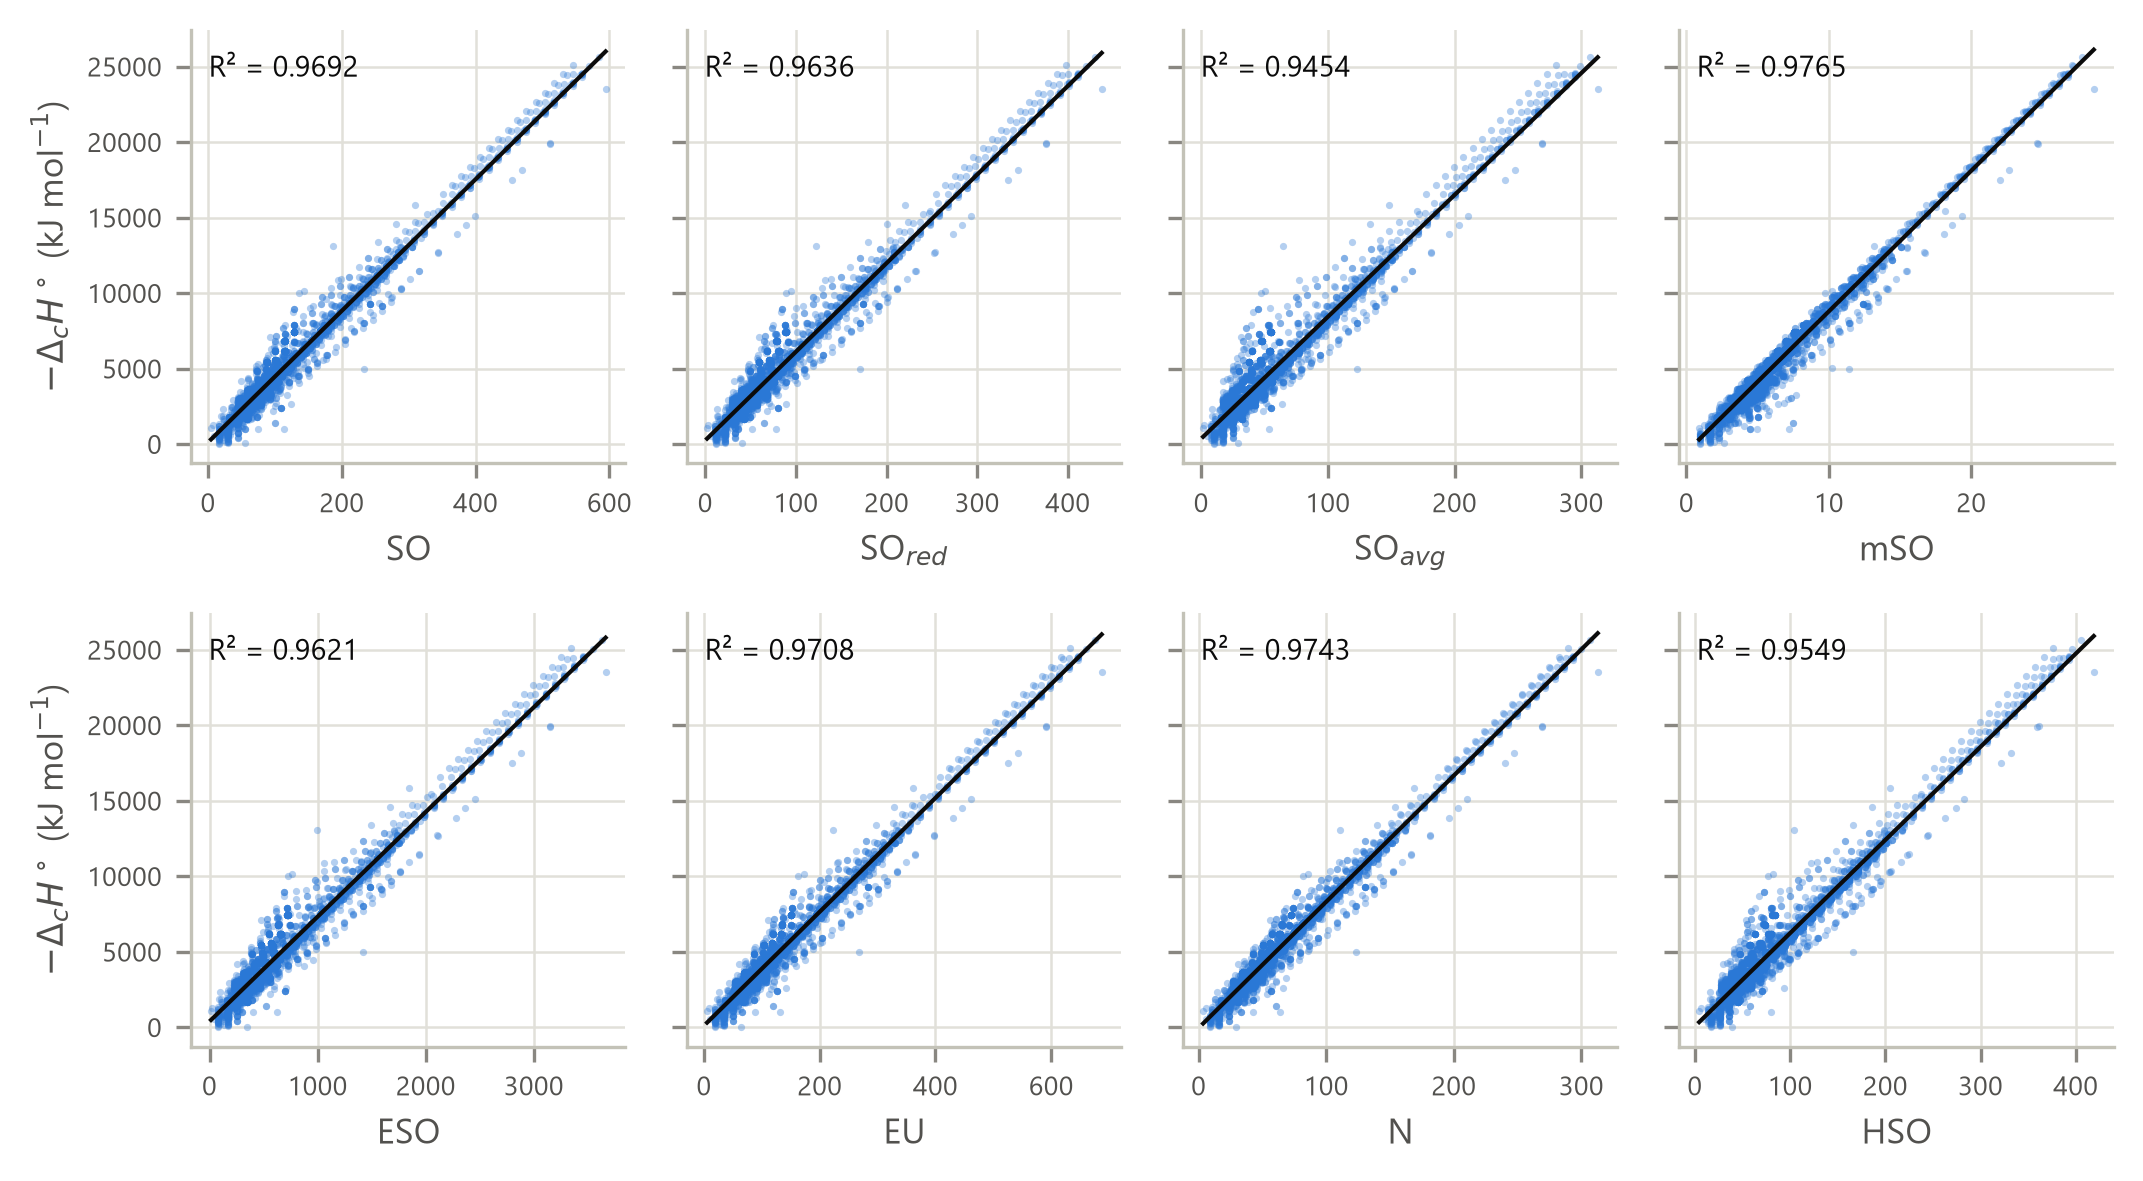 R² = 0.9692
R² = 0.9636
R² = 0.9454
R² = 0.9765
25000
20000
15000
10000
5000
0
−Δ_cH° (kJ mol⁻¹)
0 200 400 600
0 100 200 300 400
0 100 200 300
0 10 20
SO
SO_red
SO_avg
mSO
R² = 0.9621
R² = 0.9708
R² = 0.9743
R² = 0.9549
25000
20000
15000
10000
5000
0
−Δ_cH° (kJ mol⁻¹)
0 1000 2000 3000
0 200 400 600
0 100 200 300
0 100 200 300 400
ESO
EU
N
HSO